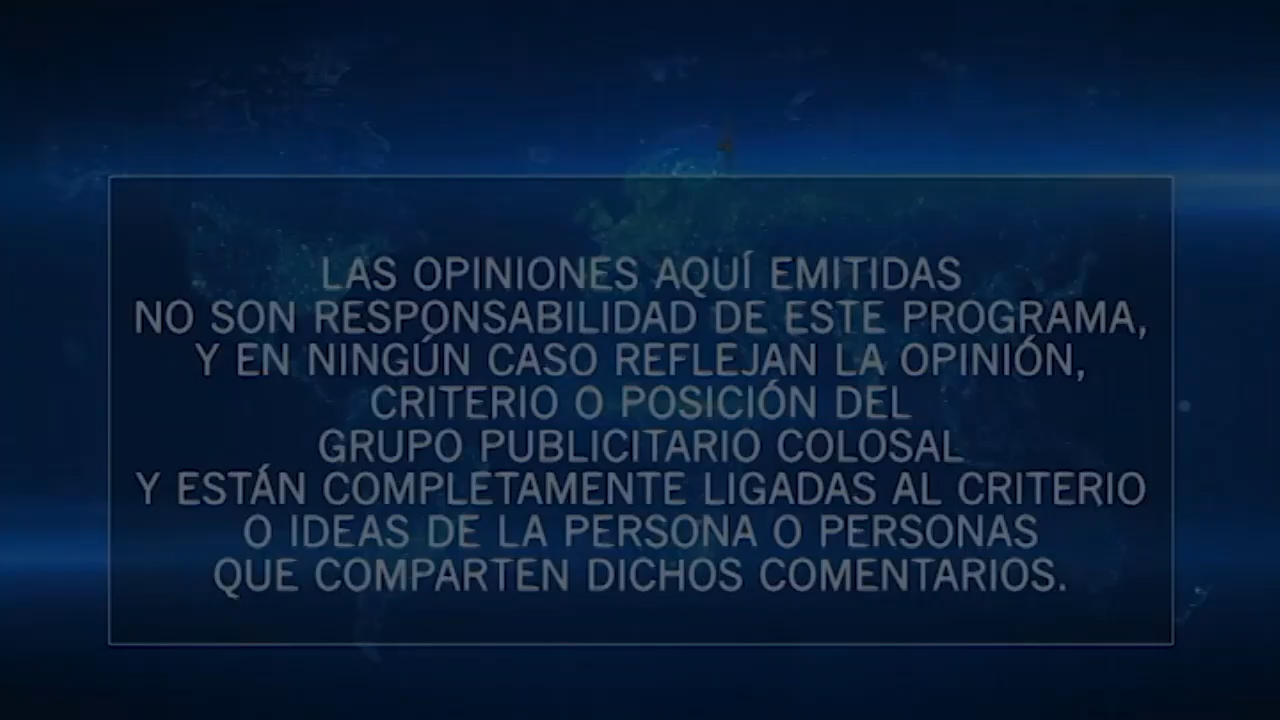 LAS OPINIONES AQUÍ EMITIDAS
NO SON RESPONSABILIDAD DE ESTE PROGRAMA,
Y EN NINGÚN CASO REFLEJAN LA OPINIÓN,
CRITERIO O POSICIÓN DEL
GRUPO PUBLICITARIO COLOSAL
Y ESTÁN COMPLETAMENTE LIGADAS AL CRITERIO
O IDEAS DE LA PERSONA O PERSONAS
QUE COMPARTEN DICHOS COMENTARIOS.